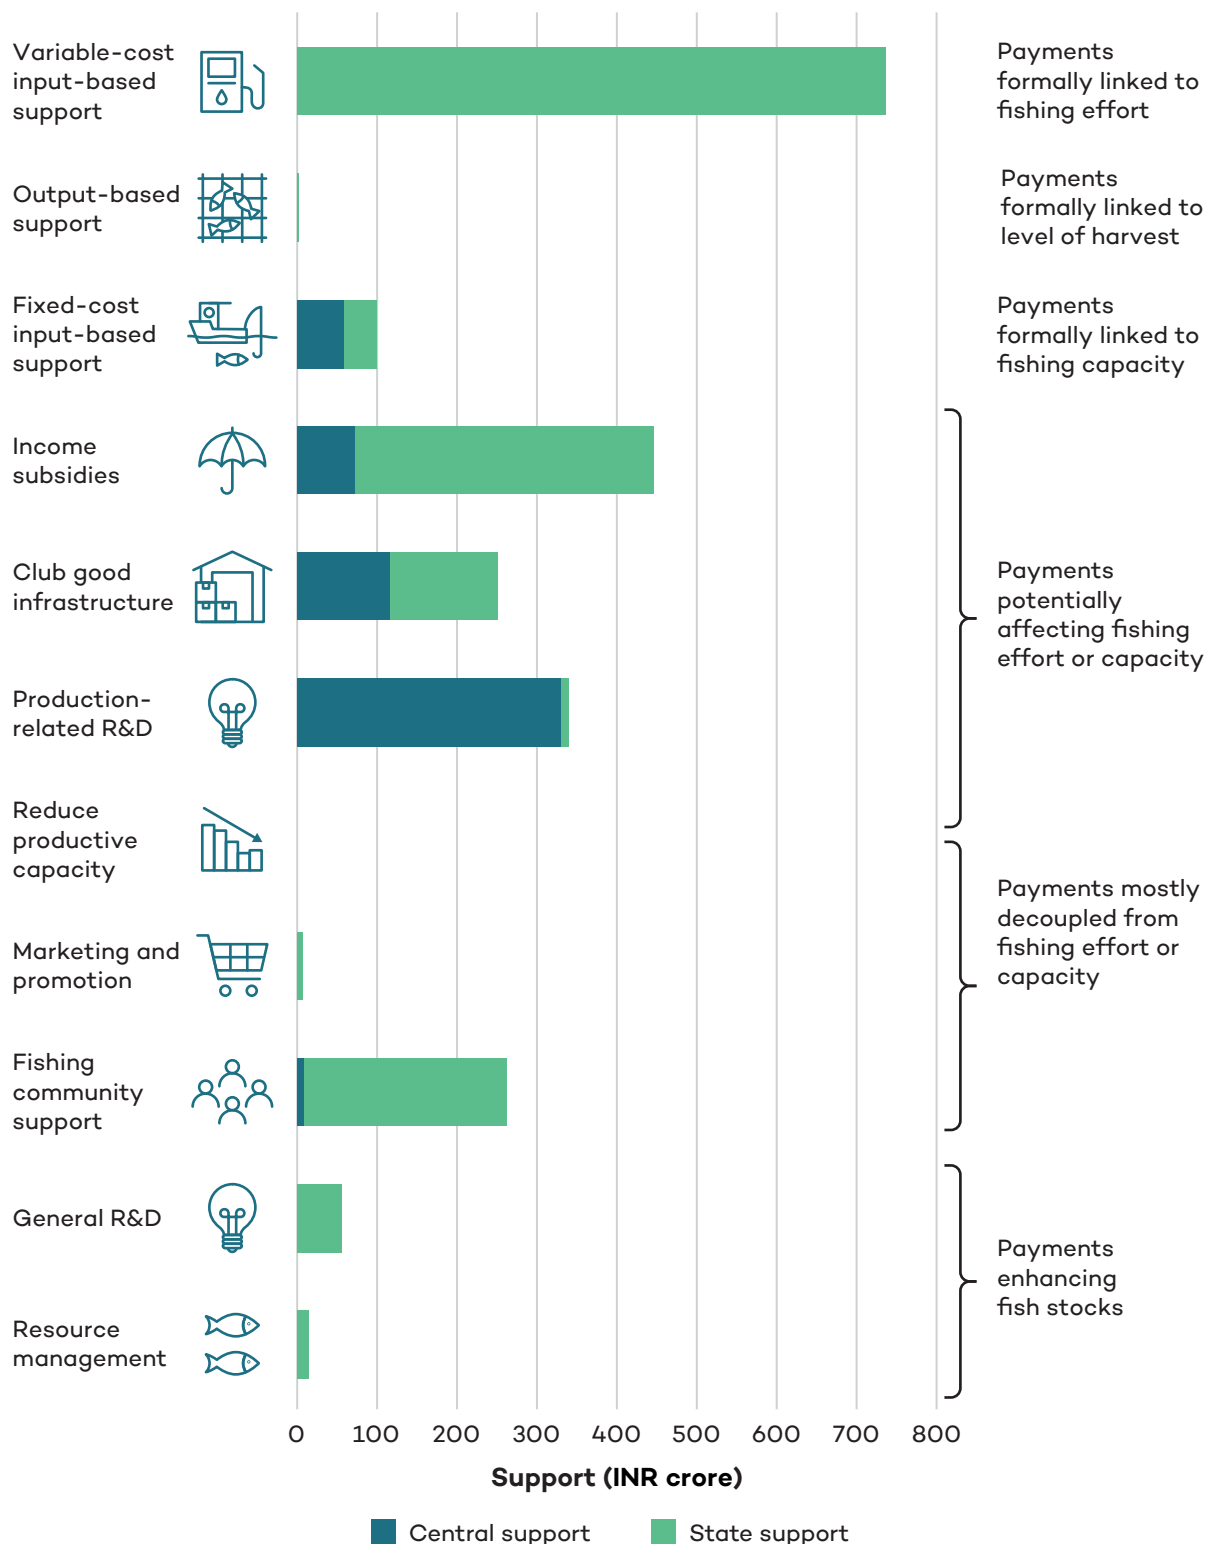 Variable-cost
input-based
support
Payments
formally linked to
fishing effort
Output-based
support
Payments
formally linked to
level of harvest
Fixed-cost
input-based
support
Payments
formally linked to
fishing capacity
Income
subsidies
Club good
infrastructure
Payments
potentially
affecting fishing
effort or capacity
Production-
related R&D
Reduce
productive
capacity
Payments mostly
decoupled from
fishing effort or
capacity
Marketing and
promotion
Fishing
community
support
General R&D
Payments
enhancing
fish stocks
Resource
management
0 100 200 300 400 500 600 700 800
Support (INR crore)
Central support State support